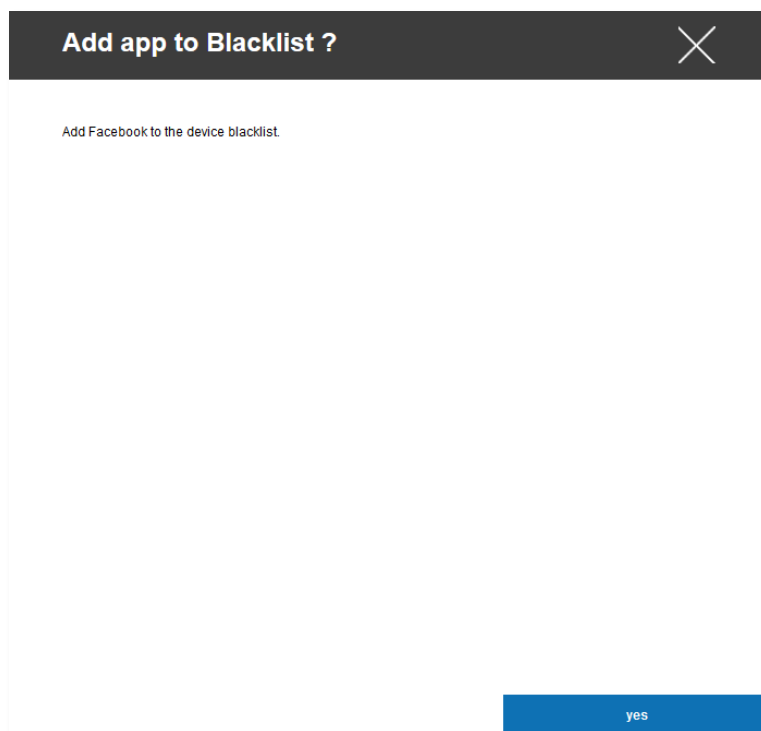 Add app to Blacklist ?
Add Facebook to the device blacklist.
yes